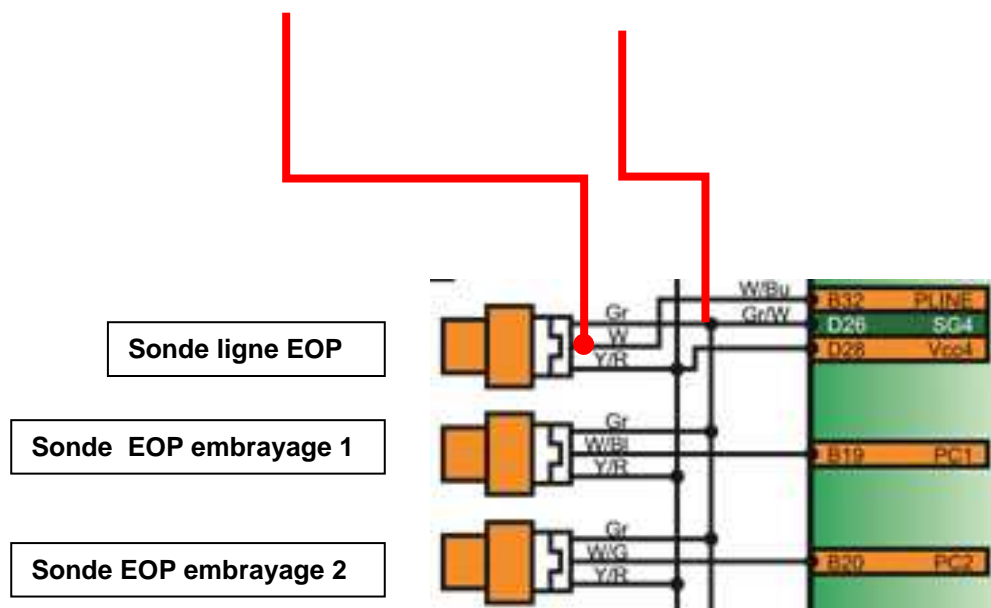 W/Bu
B32 PLINE
Gr
Gr/W
D26 SG4
Sonde ligne EOP
W
D28 Vcc4
Y/R
Gr
Sonde EOP embrayage 1
W/Bl
B19 PC1
Y/R
Gr
Sonde EOP embrayage 2
W/G
B20 PC2
Y/R